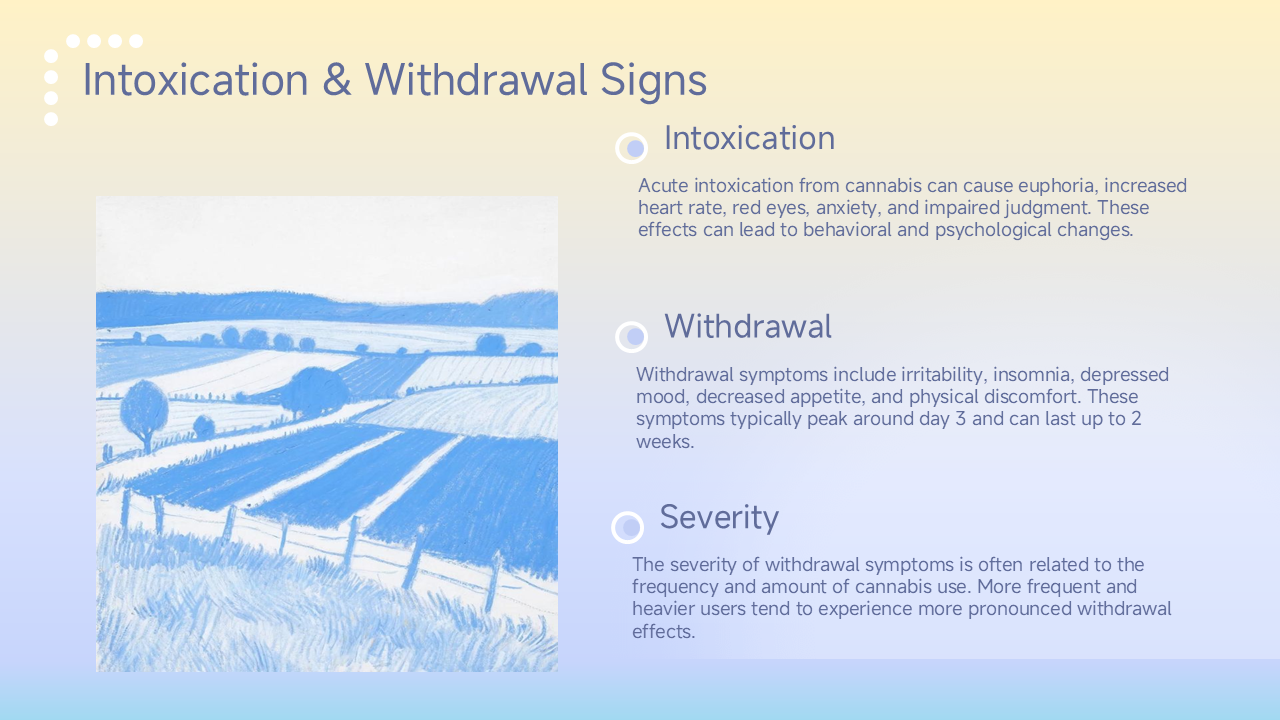 Intoxication & Withdrawal Signs
Intoxication
Acute intoxication from cannabis can cause euphoria, increased
heart rate, red eyes, anxiety, and impaired judgment. These
effects can lead to behavioral and psychological changes.
Withdrawal
Withdrawal symptoms include irritability, insomnia, depressed
mood, decreased appetite, and physical discomfort. These
symptoms typically peak around day 3 and can last up to 2
weeks.
Severity
The severity of withdrawal symptoms is often related to the
frequency and amount of cannabis use. More frequent and
heavier users tend to experience more pronounced withdrawal
effects.